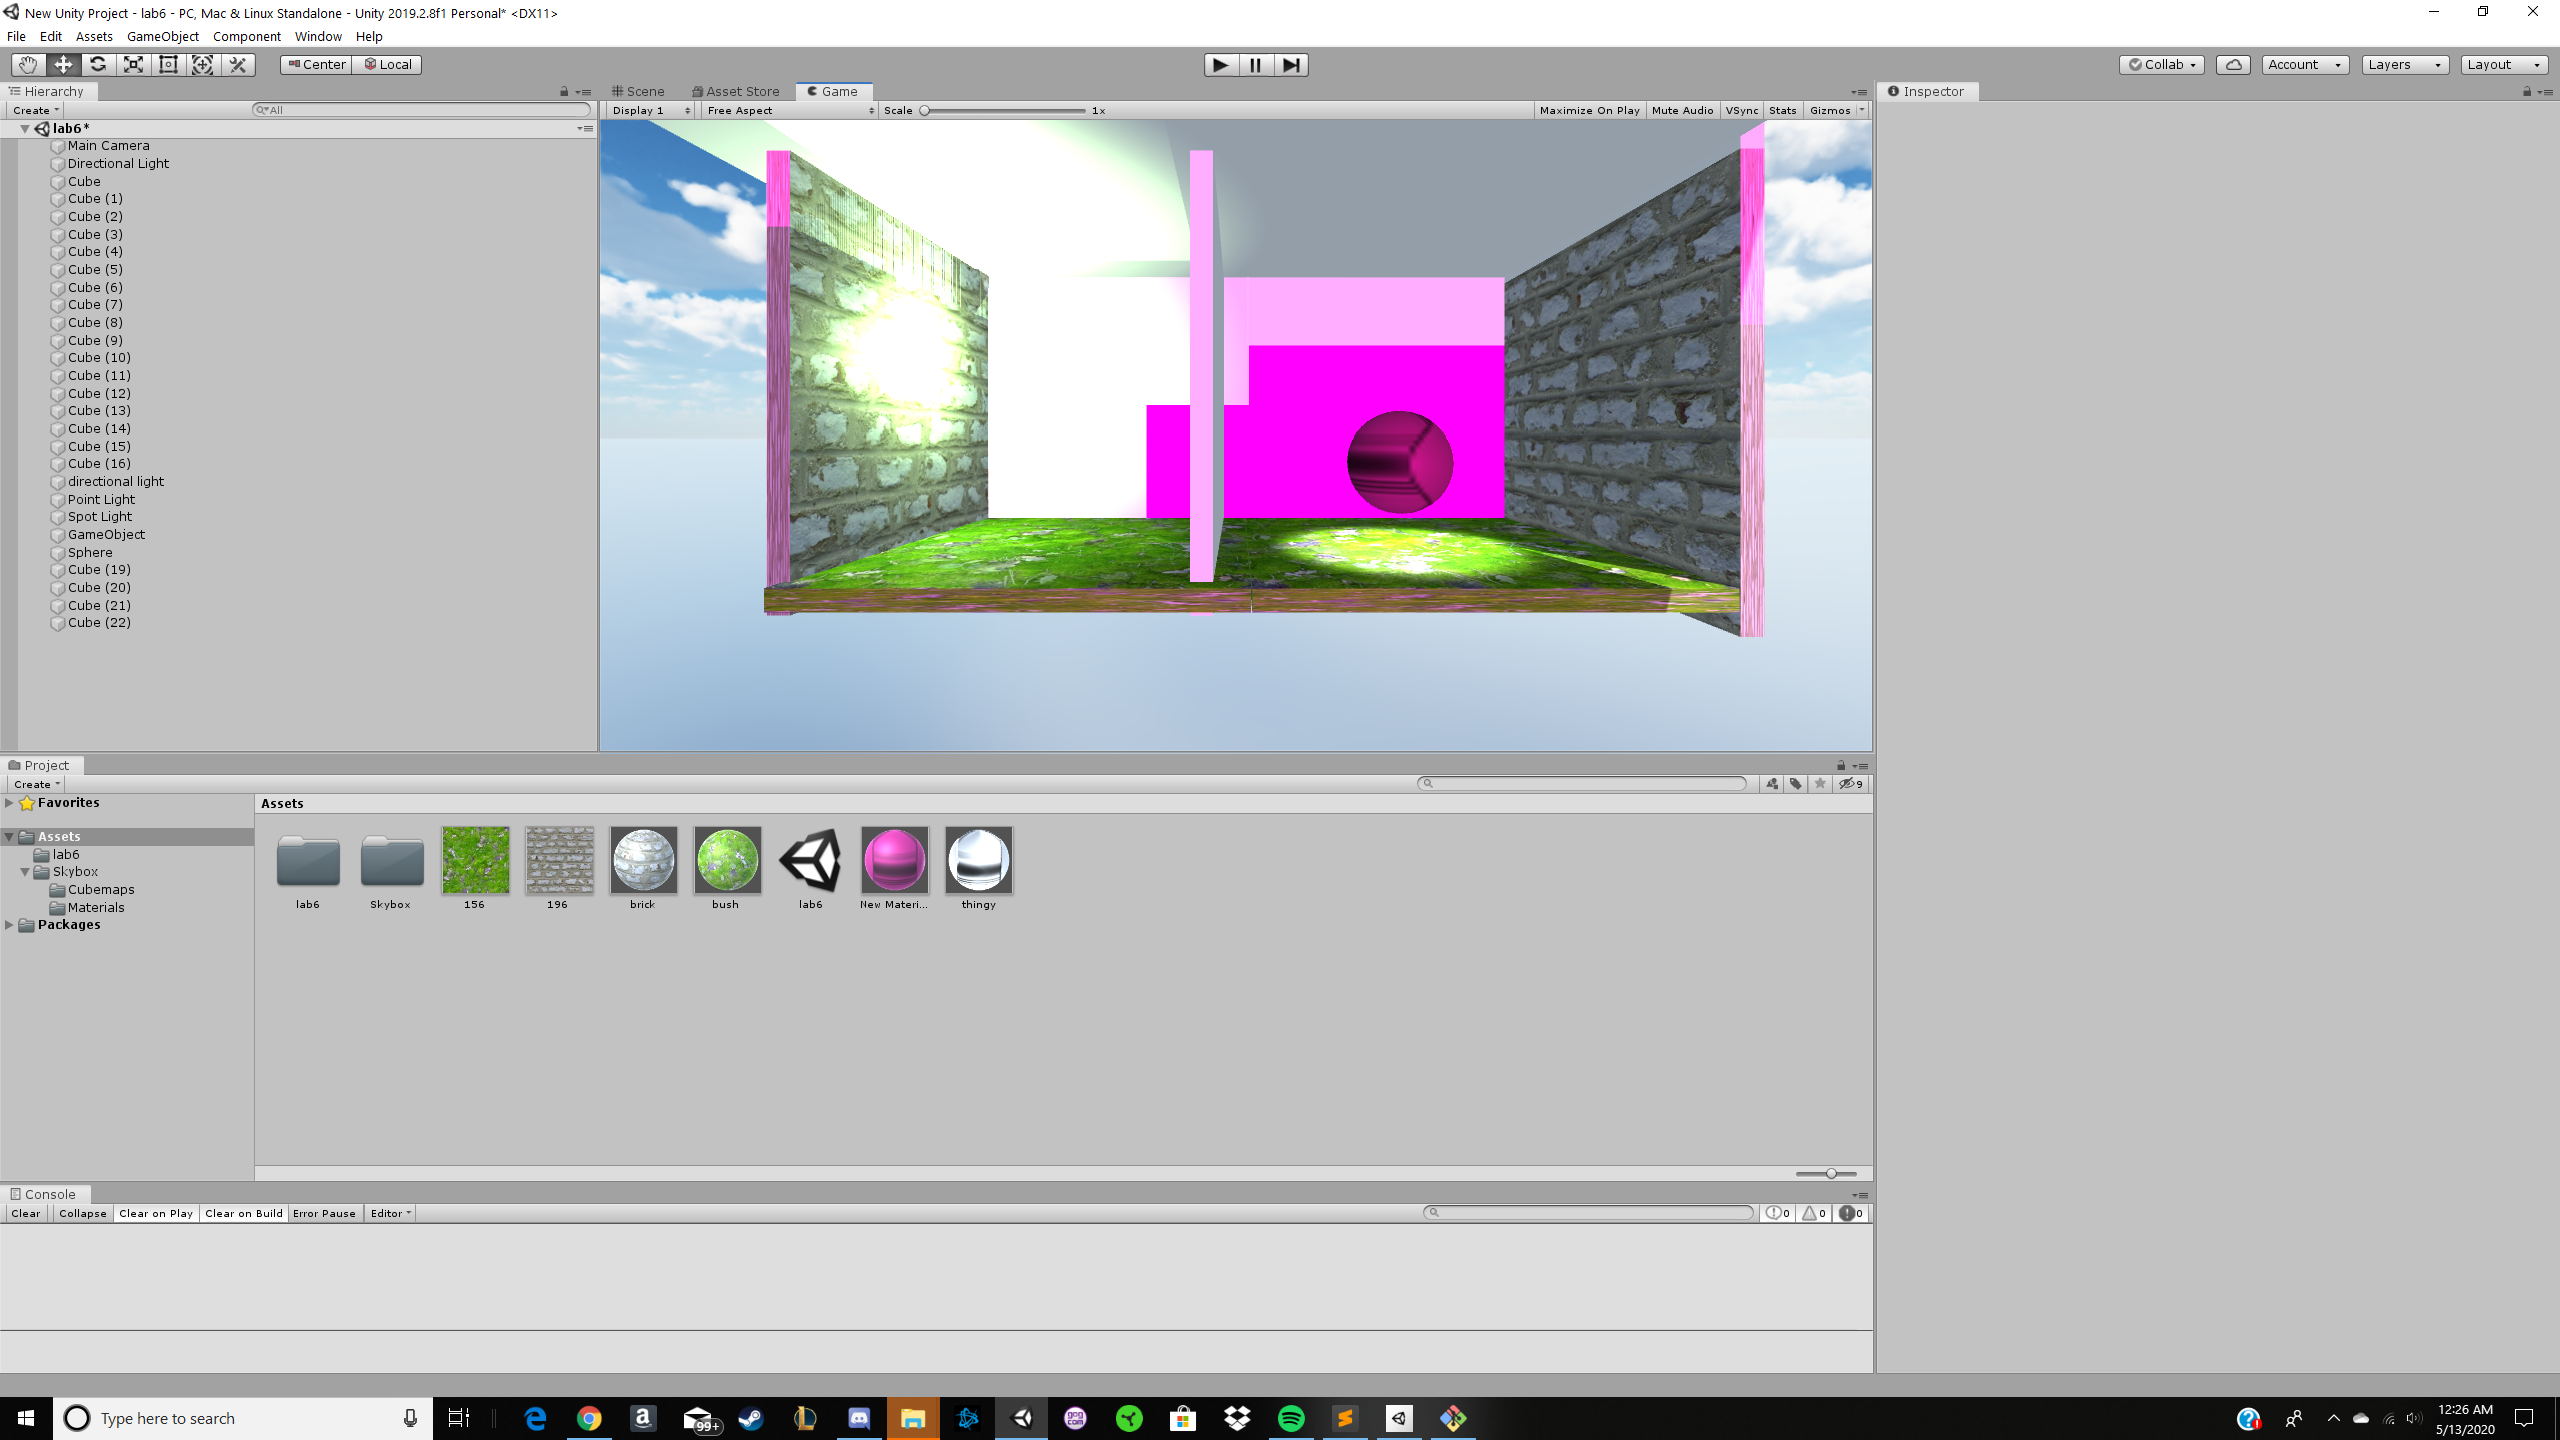 New Unity Project - lab6 - PC, Mac & Linux Standalone - Unity 2019.2.8f1 Personal* <DX11>
File Edit Assets GameObject Component Window Help
Center Local Collab Account Layers Layout
Hierarchy Scene Asset Store Game Inspector
Create All Display 1 Free Aspect Scale 1x Maximize On Play Mute Audio VSync Stats Gizmos
lab6*
Main Camera
Directional Light
Cube
Cube (1)
Cube (2)
Cube (3)
Cube (4)
Cube (5)
Cube (6)
Cube (7)
Cube (8)
Cube (9)
Cube (10)
Cube (11)
Cube (12)
Cube (13)
Cube (14)
Cube (15)
Cube (16)
directional light
Point Light
Spot Light
GameObject
Sphere
Cube (19)
Cube (20)
Cube (21)
Cube (22)
Project
Create 9
Favorites
Assets
lab6
Skybox
Cubemaps
Materials
Packages
Assets
lab6 Skybox 156 196 brick bush lab6 New Materi... thingy
Console
Clear Collapse Clear on Play Clear on Build Error Pause Editor 0 0 0
Type here to search
99+
gog
com
12:26 AM
5/13/2020